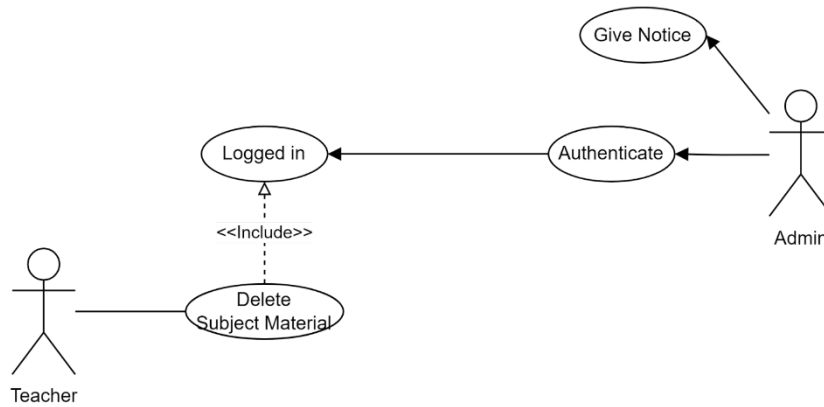 Give Notice
Logged in
Authenticate
<<Include>>
Admin
Delete
Subject Material
Teacher